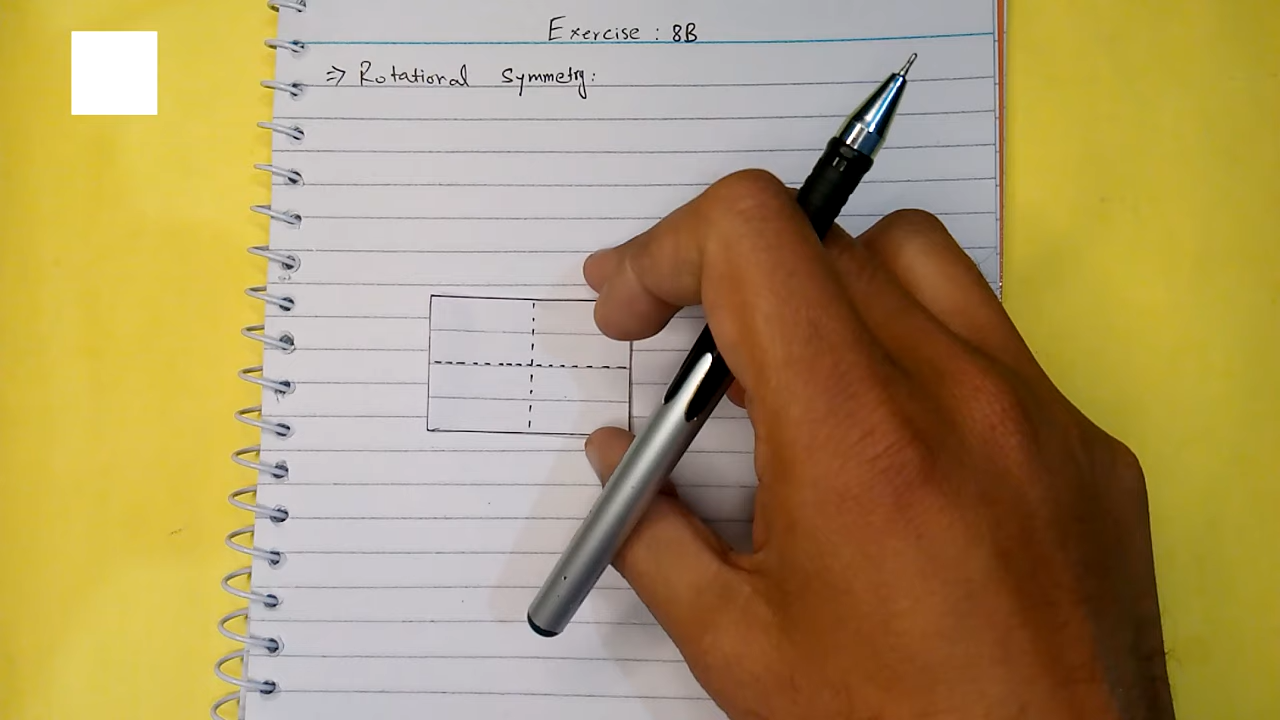 Exercise : 8B
⇒ Rotational Symmetry: